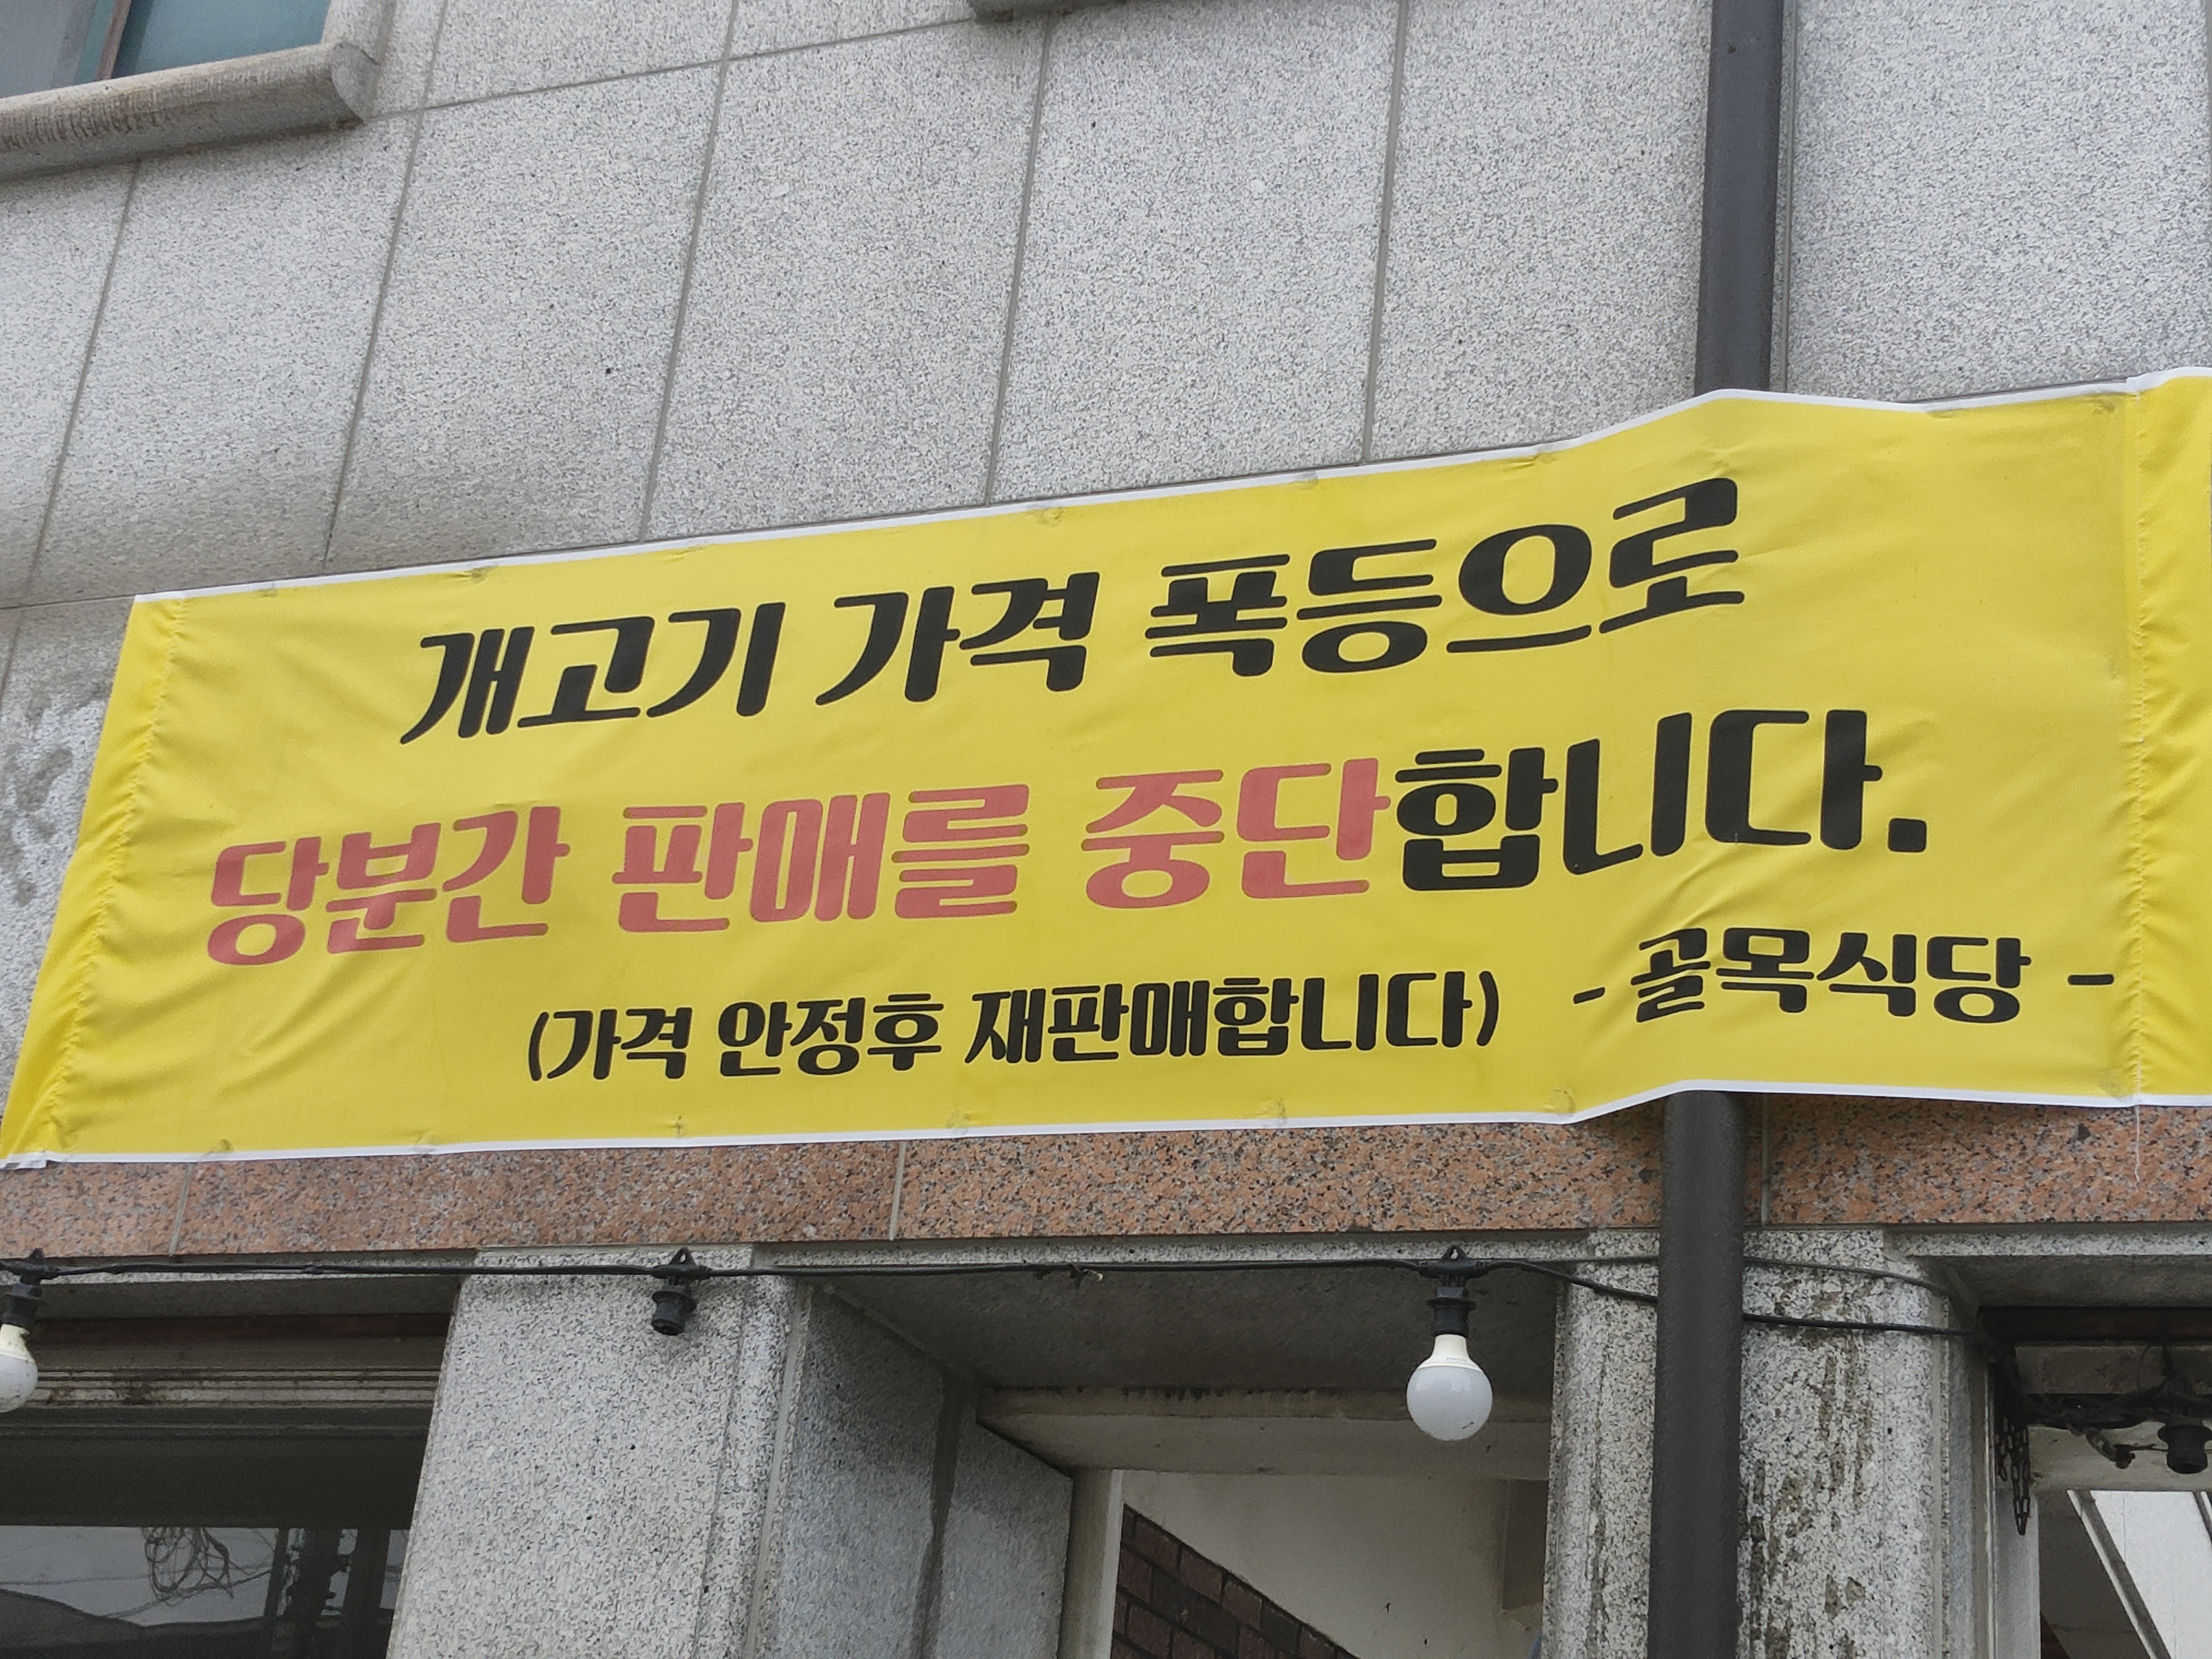 개고기 가격 폭등으로
당분간 판매를 중단합니다.
(가격 안정후 재판매합니다) - 골목식당 -